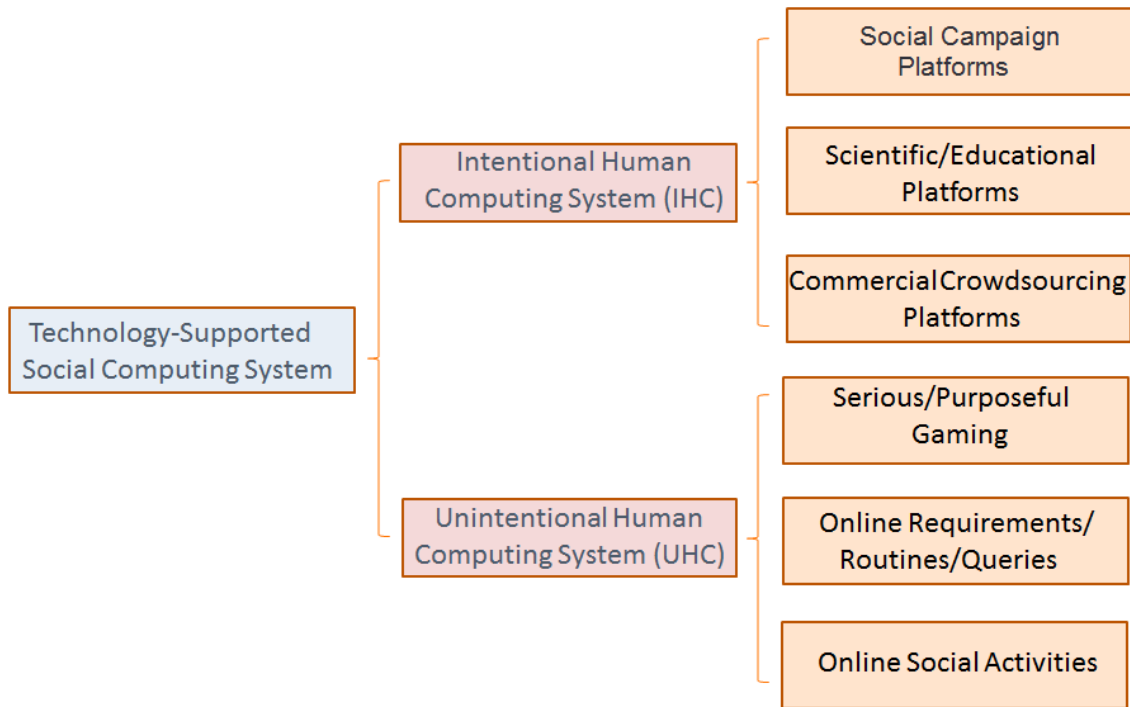 Social Campaign
Platforms
Intentional Human
Computing System (IHC)
Scientific/Educational
Platforms
Commercial Crowdsourcing
Platforms
Technology-Supported
Social Computing System
Serious/Purposeful
Gaming
Unintentional Human
Computing System (UHC)
Online Requirements/
Routines/Queries
Online Social Activities